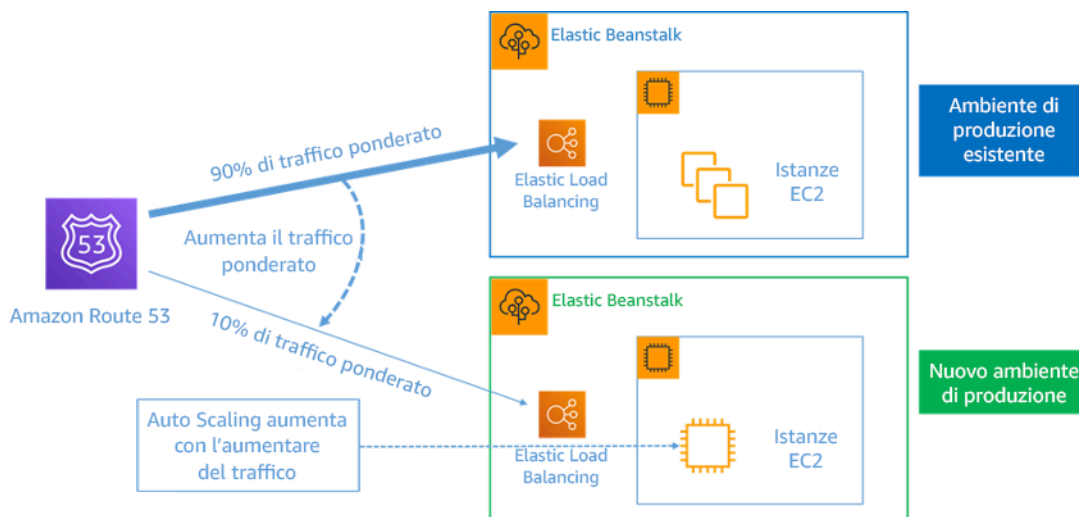 Elastic Beanstalk
90% di traffico ponderato
Elastic Load
Balancing
Istanze
EC2
Ambiente di
produzione
esistente
53
Amazon Route 53
Aumenta il traffico
ponderato
10% di traffico ponderato
Elastic Beanstalk
Auto Scaling aumenta
con l'aumentare
del traffico
Elastic Load
Balancing
Istanze
EC2
Nuovo ambiente
di produzione